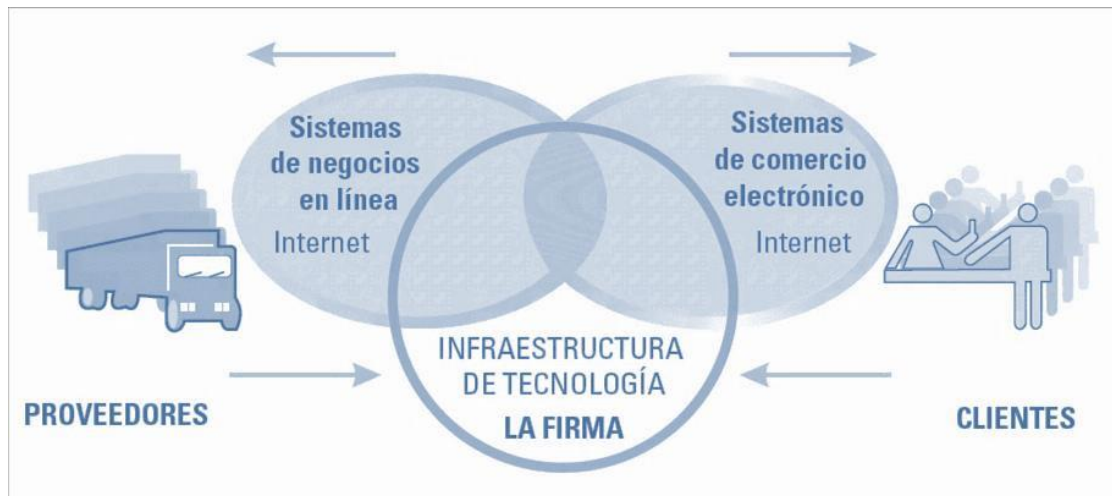 Sistemas
de negocios
en línea
Internet
Sistemas
de comercio
electrónico
Internet
INFRAESTRUCTURA
DE TECNOLOGÍA
LA FIRMA
PROVEEDORES
CLIENTES